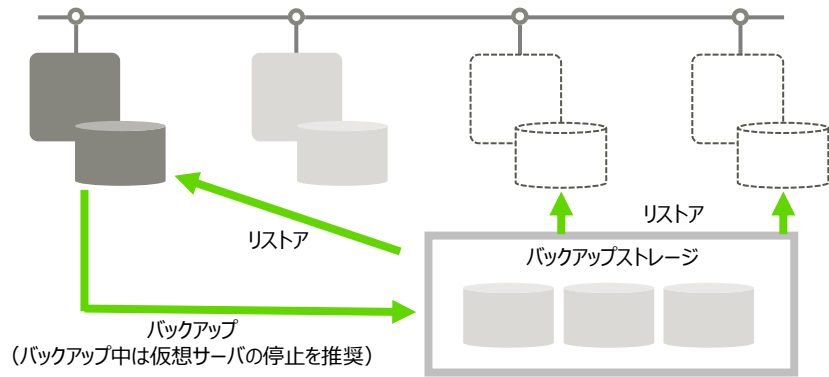 リストア
リストア
バックアップストレージ
バックアップ
（バックアップ中は仮想サーバの停止を推奨）